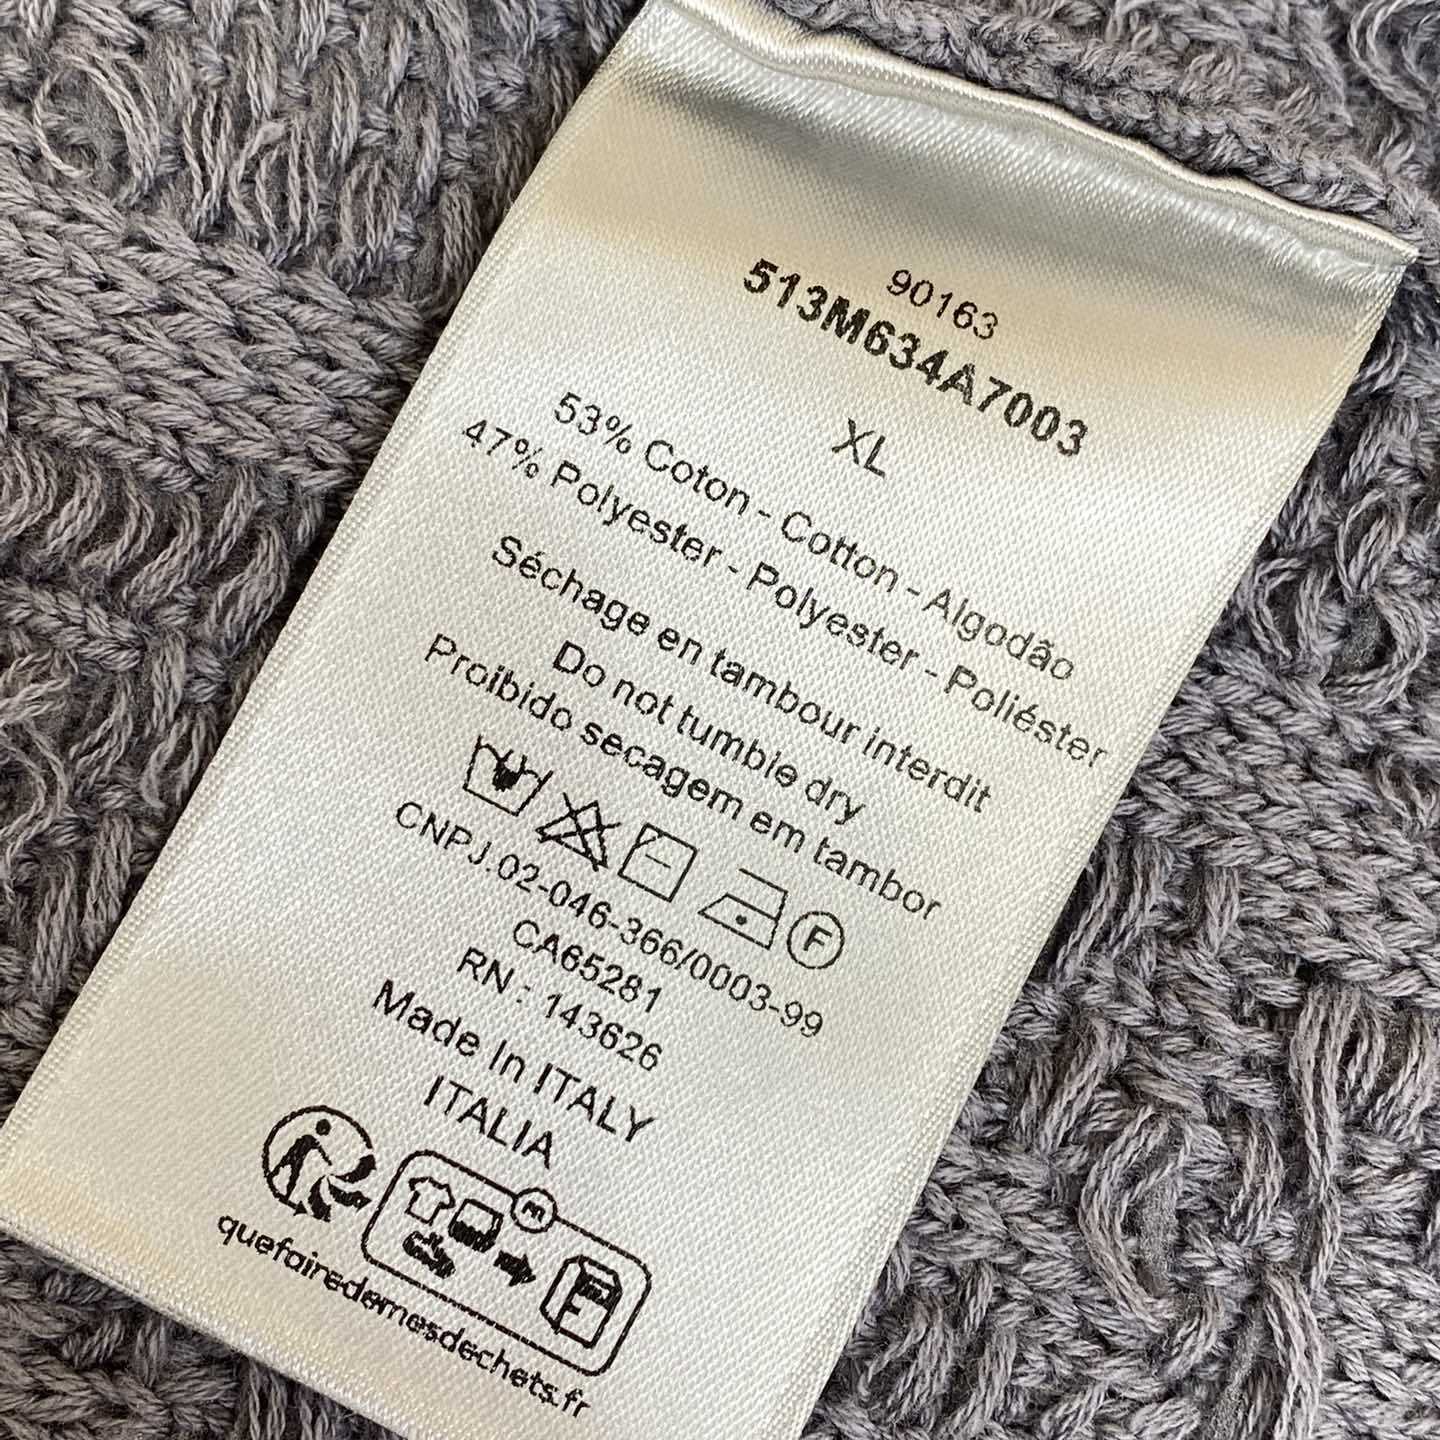 90163
513M634A7003
XL
53% Coton - Cotton - Algodão
47% Polyester - Polyester - Poliéster
Séchage en tambour interdit
Do not tumble dry
Proibido secagem em tambor
F
CNPJ.02-046-366/0003-99
CA65281
RN : 143626
Made In ITALY
ITALIA
quefairedemesdechets.fr